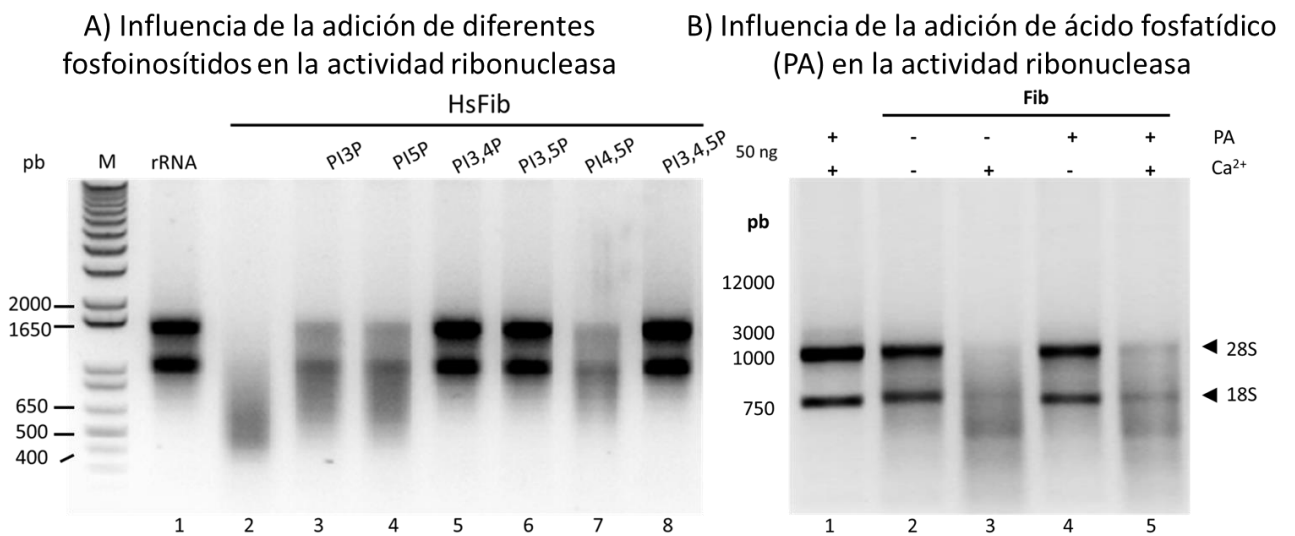 A) Influencia de la adición de diferentes
fosfoinosítidos en la actividad ribonucleasa
HsFib
pb M rRNA PI3P PI5P PI3,4P PI3,5P PI4,5P PI3,4,5P
2000
1650
650
500
400
1 2 3 4 5 6 7 8
B) Influencia de la adición de ácido fosfatídico
(PA) en la actividad ribonucleasa
Fib
+ - - + + PA
50 ng
+ - + - + Ca²⁺
pb
12000
3000
1000
750
28S
18S
1 2 3 4 5